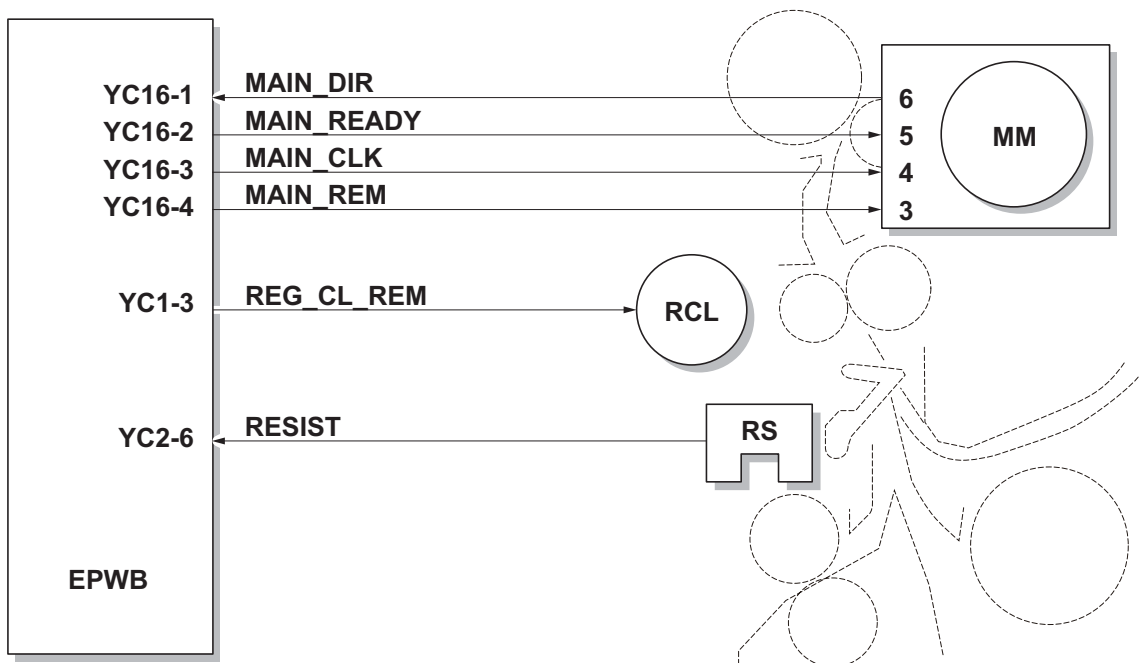 YC16-1 MAIN_DIR 6
YC16-2 MAIN_READY 5
YC16-3 MAIN_CLK 4
YC16-4 MAIN_REM 3
MM
YC1-3 REG_CL_REM RCL
YC2-6 RESIST RS
EPWB